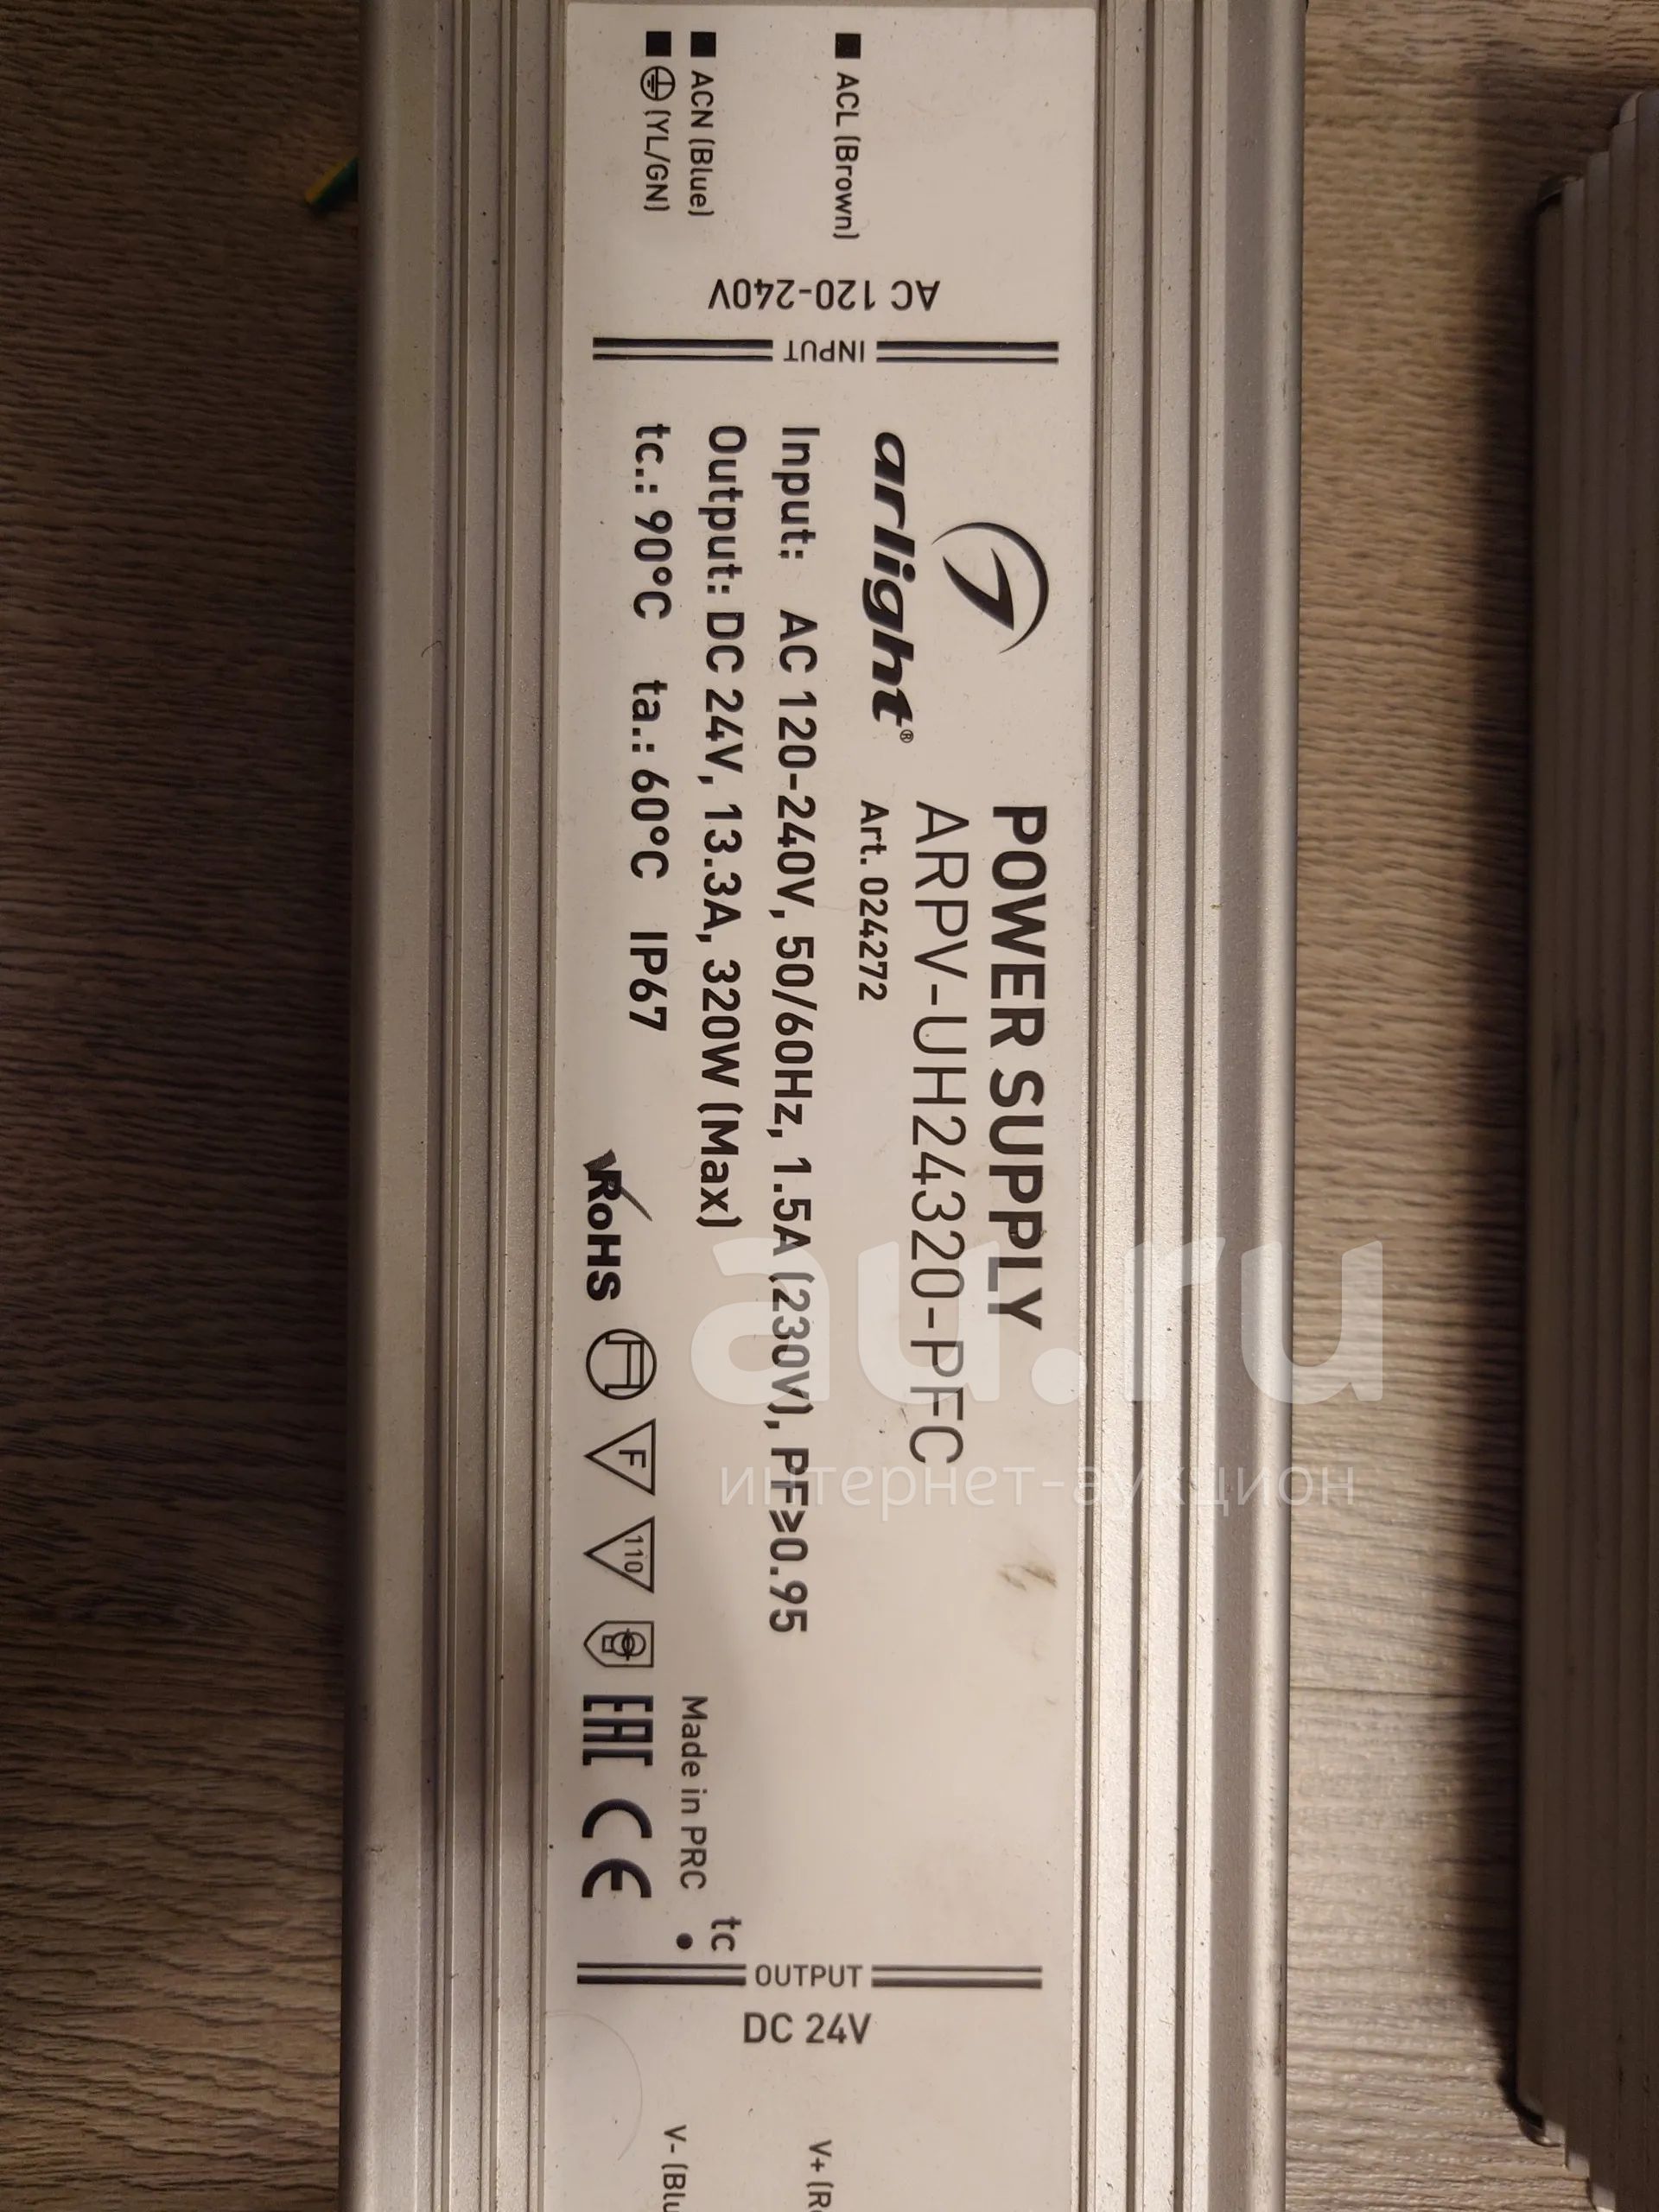 ■ ACL (Brown)
■ ACN (Blue)
■ (YL/GN)
AC 120-240V
INPUT
arlight®
POWER SUPPLY
ARPV-UH24320-PFC
Art. 024272
Input: AC 120-240V, 50/60Hz, 1.5A (230V), PF≥0.95
Output: DC 24V, 13.3A, 320W (Max)
tc.: 90°C ta.: 60°C IP67
RoHS
F
110
EAC
CE
Made in PRC
tc
OUTPUT
DC 24V
V+
V-
au.ru
интернет-аукцион